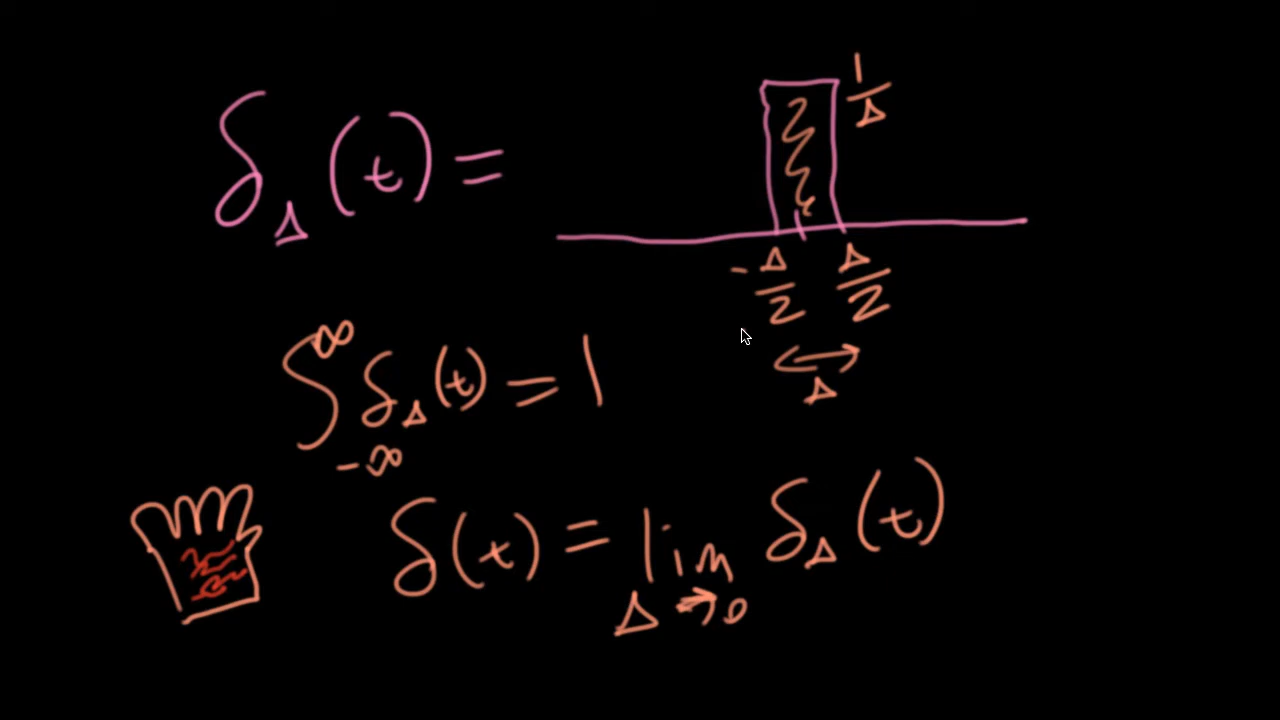 δ_Δ(t) =
1/Δ
-Δ/2 Δ/2
Δ
∫_{-∞}^{∞} δ_Δ(t) = 1
δ(t) = lim_{Δ→0} δ_Δ(t)